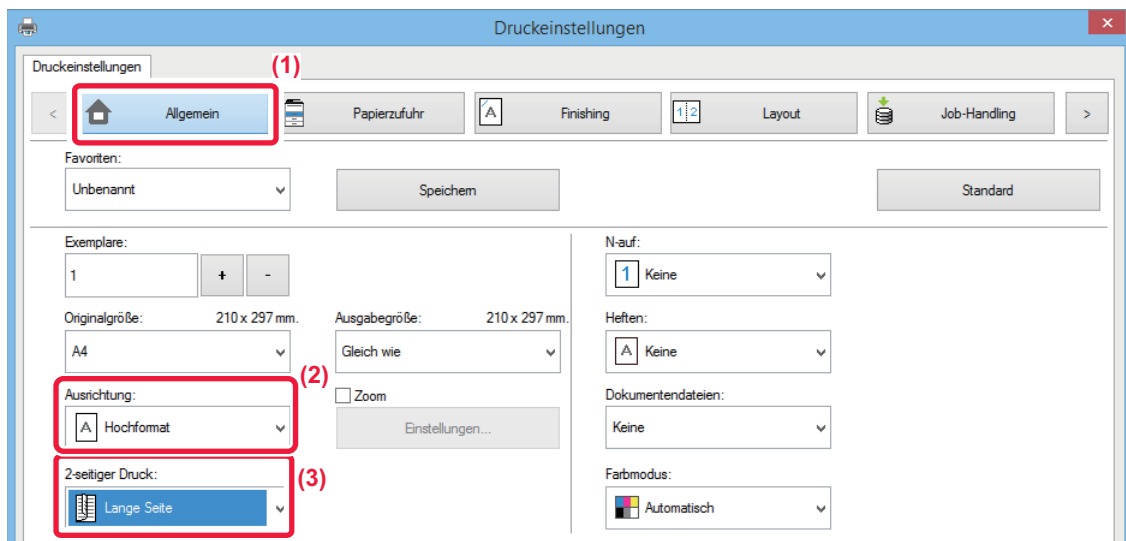 Druckeinstellungen
Druckeinstellungen
(1)
< Allgemein Papierzufuhr Finishing Layout Job-Handling >
Favoriten:
Unbenannt Speichern Standard
Exemplare: N-auf:
1 + - 1 Keine
Originalgröße: 210 x 297 mm. Ausgabegröße: 210 x 297 mm. Heften:
A4 Gleich wie A Keine
(2)
Ausrichtung: Zoom Dokumentendateien:
A Hochformat Einstellungen... Keine
2-seitiger Druck: (3) Farbmodus:
Lange Seite Automatisch